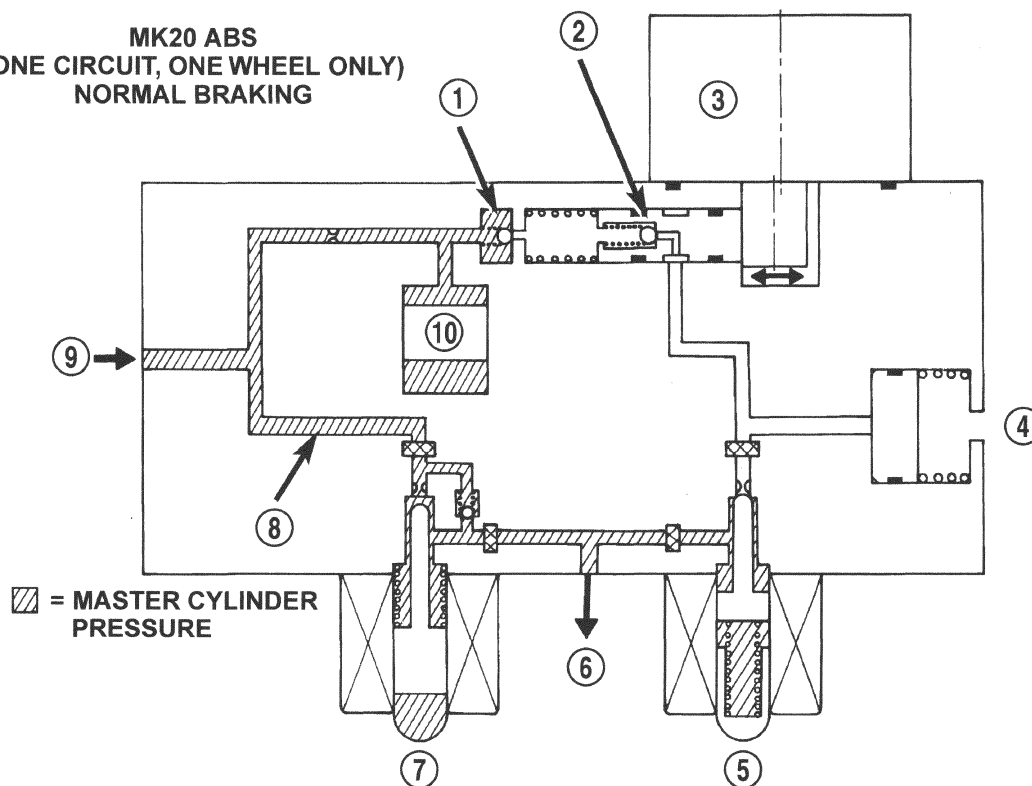 MK20 ABS
ONE CIRCUIT, ONE WHEEL ONLY)
NORMAL BRAKING
1
2
3
4
5
6
7
8
9
10
= MASTER CYLINDER
PRESSURE